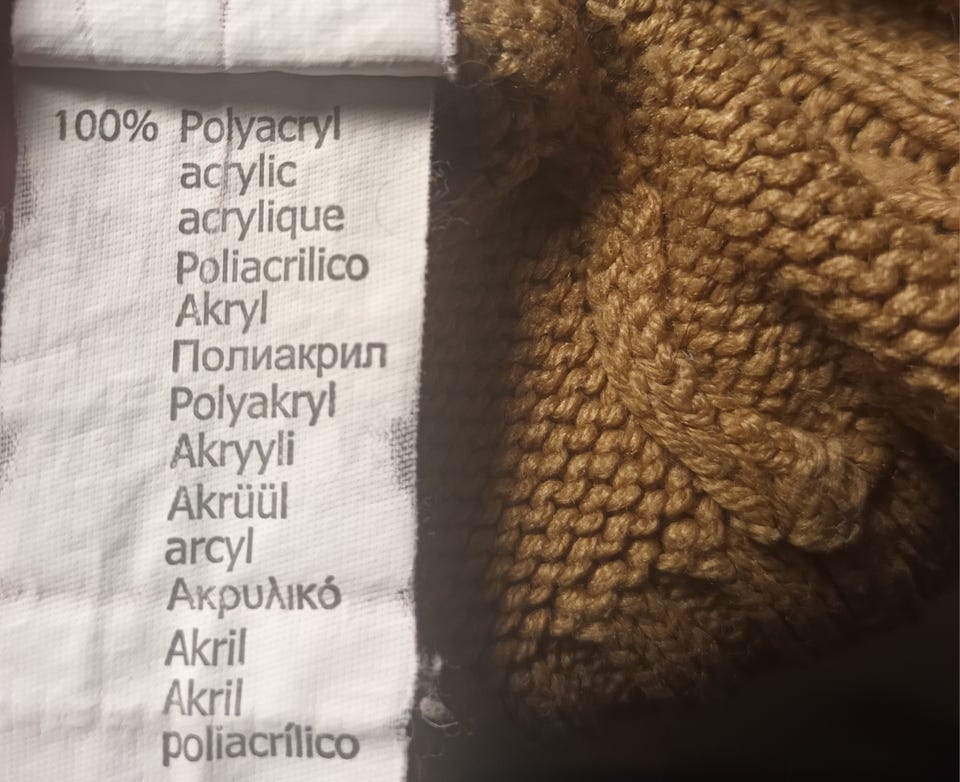 100% Polyacryl
acrylic
acrylique
Poliacrilico
Akryl
Полиакрил
Polyakryl
Akryyli
Akrüül
arcyl
Ακρυλικό
Akril
Akril
poliacrílico